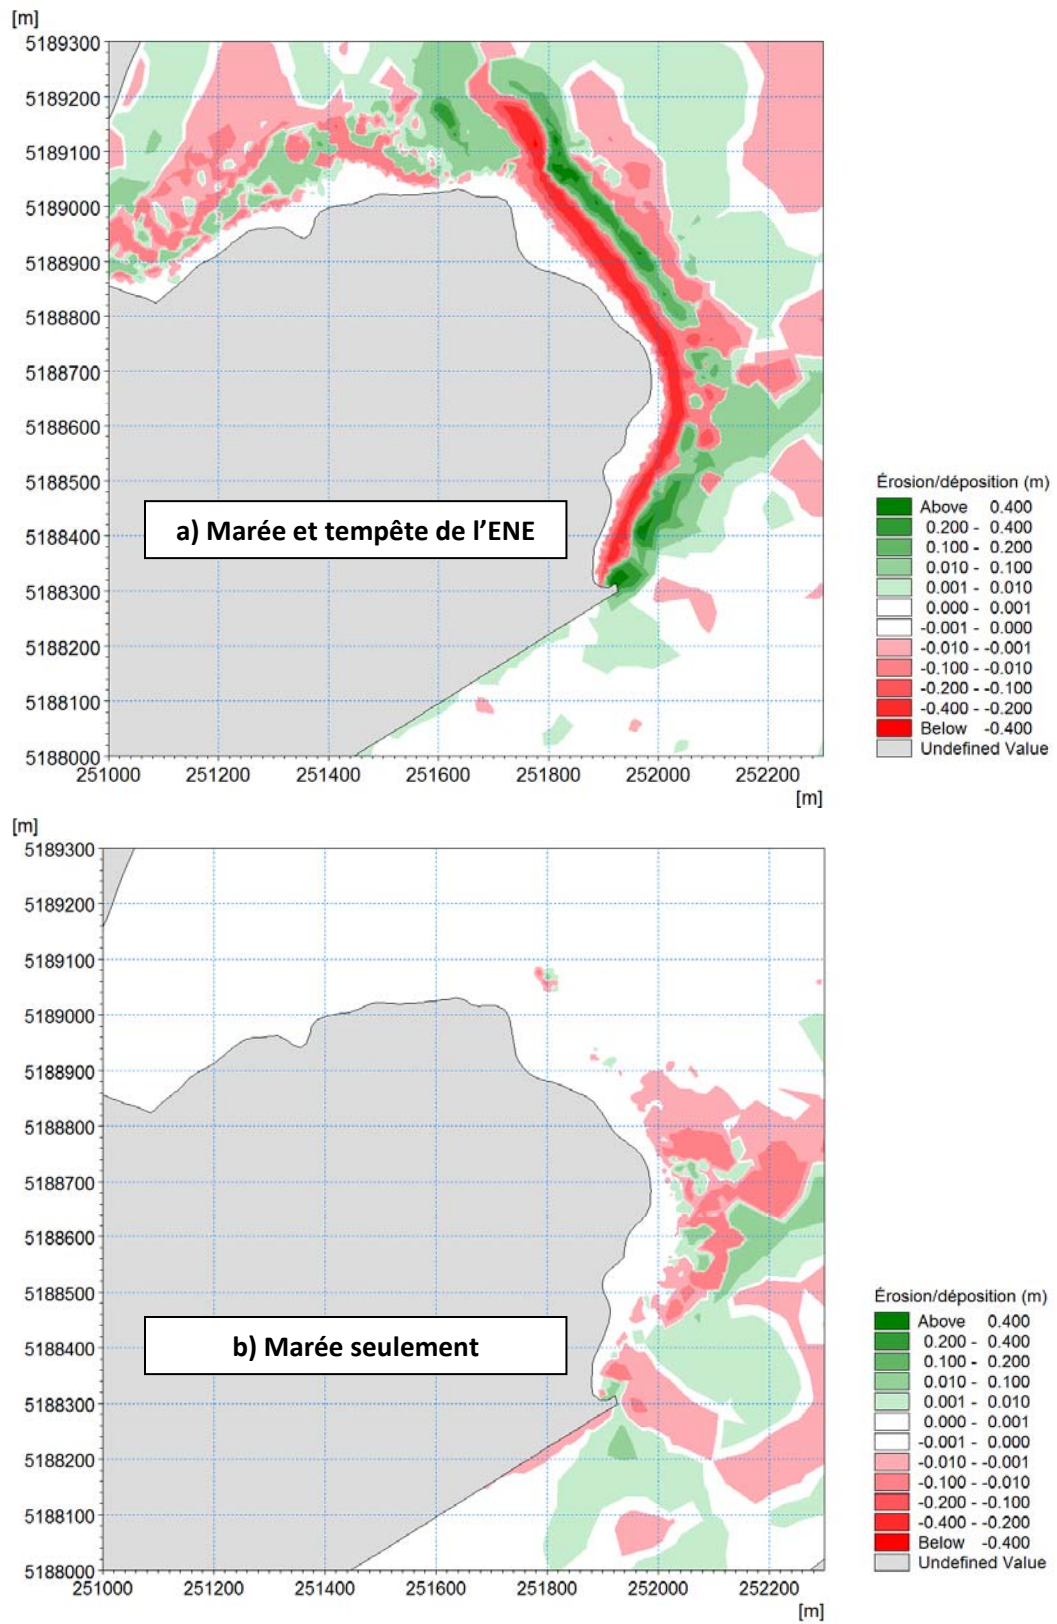 [m]
5189300
5189200
5189100
5189000
5188900
5188800
5188700
5188600
5188500
5188400
5188300
5188200
5188100
5188000
251000 251200 251400 251600 251800 252000 252200
[m]
a) Marée et tempête de l’ENE
Érosion/déposition (m)
Above 0.400
0.200 - 0.400
0.100 - 0.200
0.010 - 0.100
0.001 - 0.010
0.000 - 0.001
-0.001 - 0.000
-0.010 - -0.001
-0.100 - -0.010
-0.200 - -0.100
-0.400 - -0.200
Below -0.400
Undefined Value
[m]
5189300
5189200
5189100
5189000
5188900
5188800
5188700
5188600
5188500
5188400
5188300
5188200
5188100
5188000
251000 251200 251400 251600 251800 252000 252200
[m]
b) Marée seulement
Érosion/déposition (m)
Above 0.400
0.200 - 0.400
0.100 - 0.200
0.010 - 0.100
0.001 - 0.010
0.000 - 0.001
-0.001 - 0.000
-0.010 - -0.001
-0.100 - -0.010
-0.200 - -0.100
-0.400 - -0.200
Below -0.400
Undefined Value